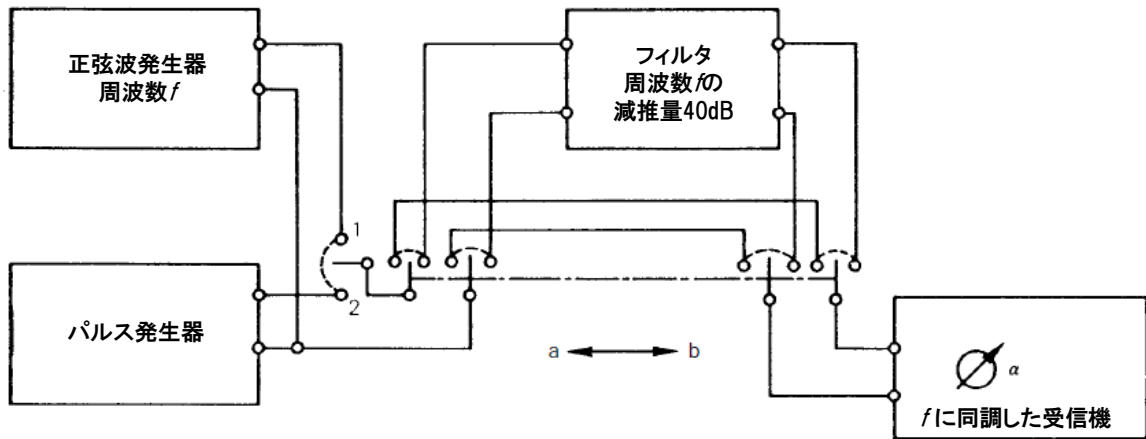 正弦波発生器
周波数f
フィルタ
周波数fの
減推量40dB
1
2
パルス発生器
a
b
α
fに同調した受信機